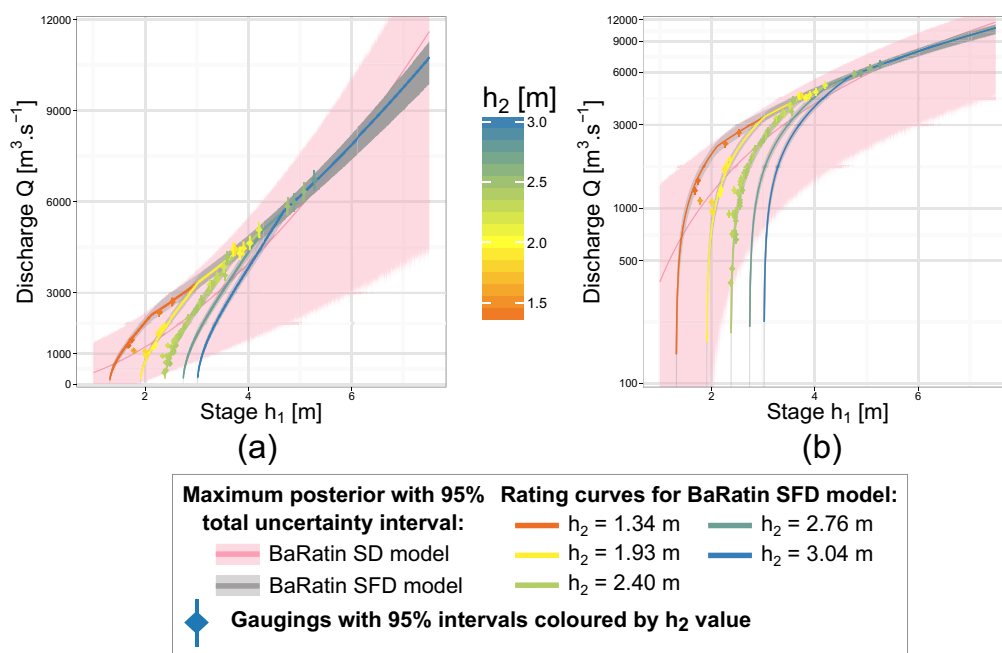 12000
9000
6000
3000
1000
0
Discharge Q [m³.s⁻¹]
2
4
6
Stage h₁ [m]
(a)
h₂ [m]
3.0
2.5
2.0
1.5
12000
9000
6000
3000
1000
500
100
Discharge Q [m³.s⁻¹]
2
4
6
Stage h₁ [m]
(b)
Maximum posterior with 95%
total uncertainty interval:
BaRatin SD model
BaRatin SFD model
Rating curves for BaRatin SFD model:
h₂ = 1.34 m
h₂ = 1.93 m
h₂ = 2.40 m
h₂ = 2.76 m
h₂ = 3.04 m
Gaugings with 95% intervals coloured by h₂ value